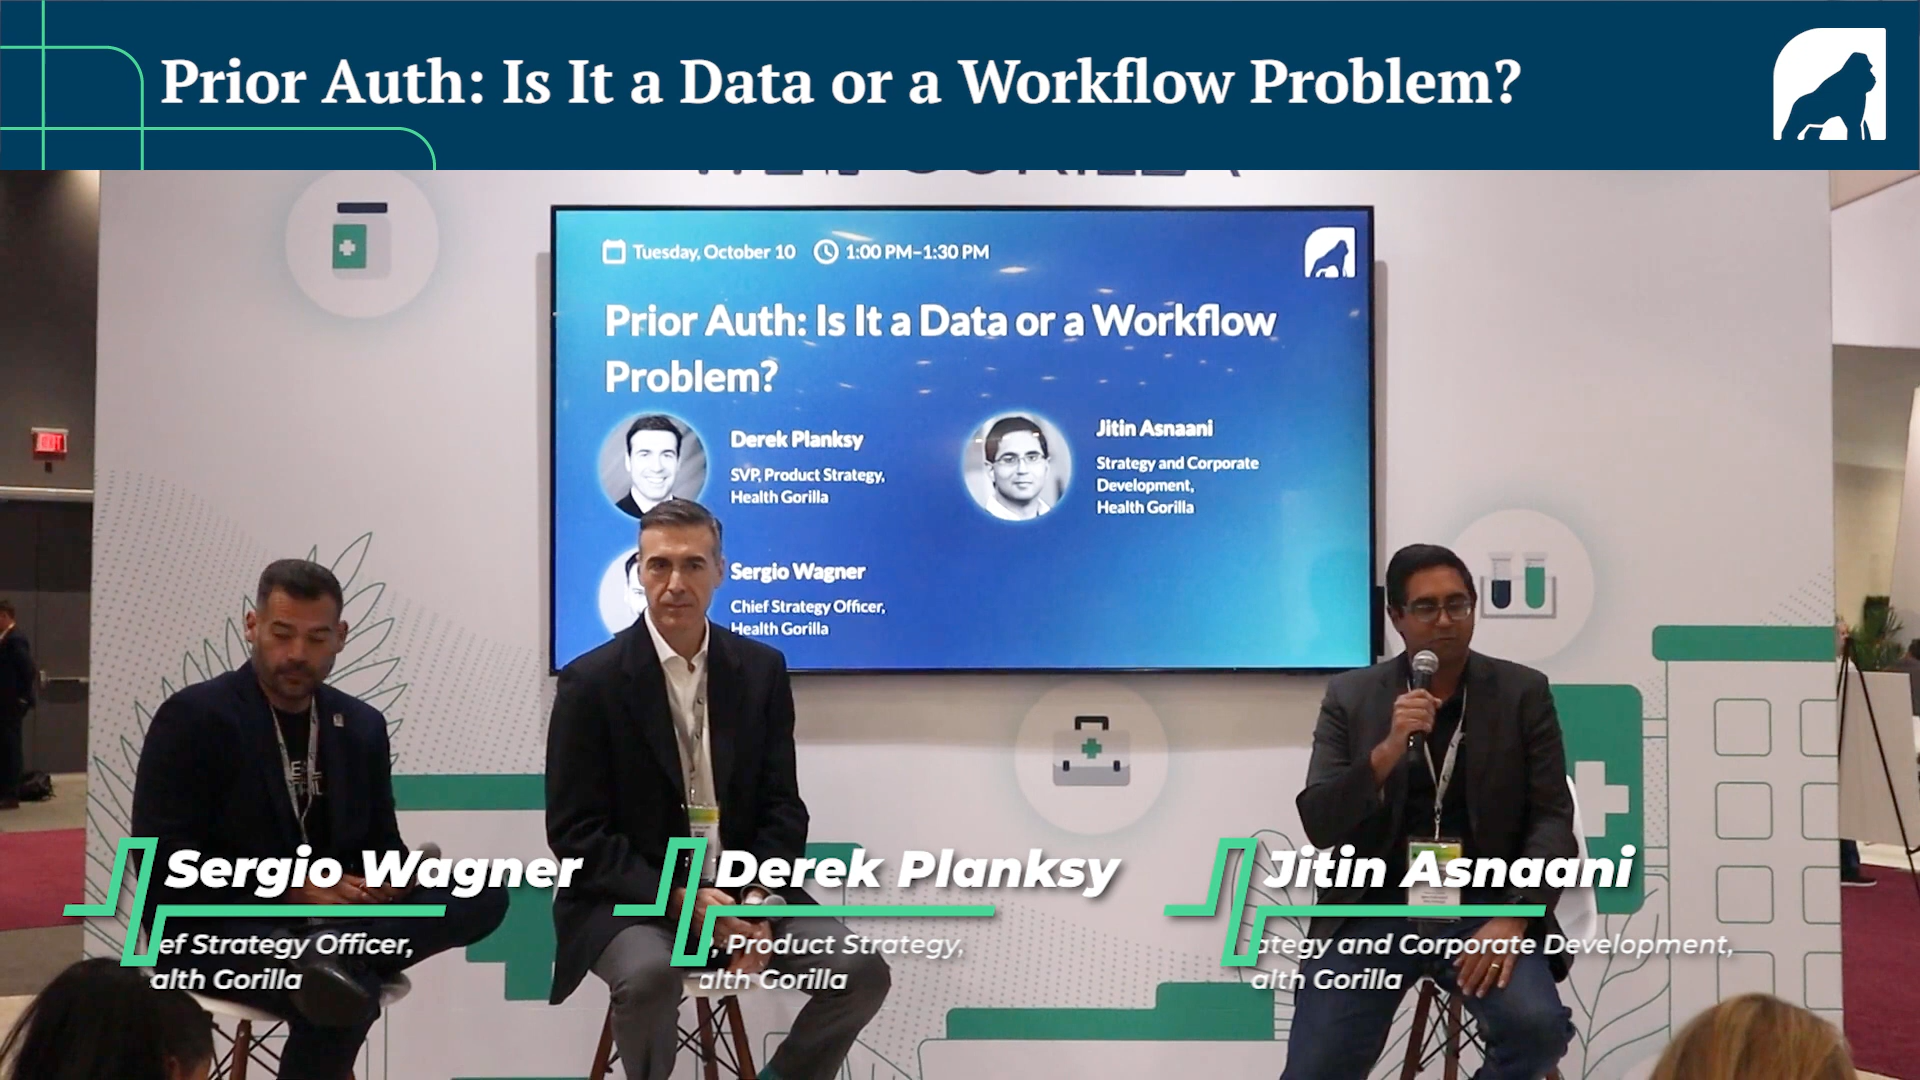 Prior Auth: Is It a Data or a Workflow Problem?
GORILLA
Tuesday, October 10 1:00 PM–1:30 PM
Prior Auth: Is It a Data or a Workflow
Problem?
Derek Planksy
SVP, Product Strategy,
Health Gorilla
Jitin Asnaani
Strategy and Corporate
Development,
Health Gorilla
Sergio Wagner
Chief Strategy Officer,
Health Gorilla
EXIT
Sergio Wagner
ef Strategy Officer,
alth Gorilla
Derek Planksy
, Product Strategy,
alth Gorilla
Jitin Asnaani
ategy and Corporate Development,
alth Gorilla